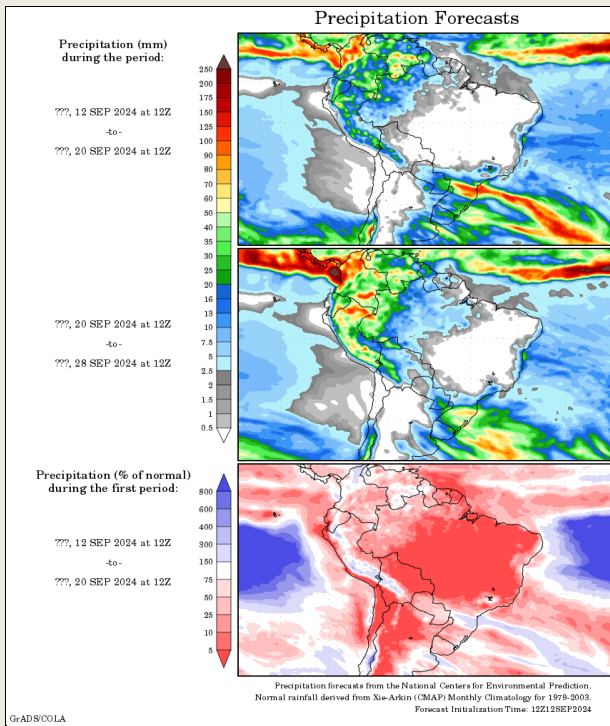 Precipitation Forecasts
Precipitation (mm)
during the period:
???, 12 SEP 2024 at 12Z
-to-
???, 20 SEP 2024 at 12Z
250
200
175
150
125
100
90
80
70
60
50
40
35
30
25
20
16
13
10
7.5
5
2.5
2
1.5
1
0.5
???, 20 SEP 2024 at 12Z
-to-
???, 28 SEP 2024 at 12Z
Precipitation (% of normal)
during the first period:
???, 12 SEP 2024 at 12Z
-to-
???, 20 SEP 2024 at 12Z
800
600
400
300
150
75
50
25
10
5
Precipitation forecasts from the National Centers for Environmental Prediction.
Normal rainfall derived from Xie-Arkin (CMAP) Monthly Climatology for 1979-2003.
Forecast Initialization Time: 12Z12SEP2024
GrADS/COLA